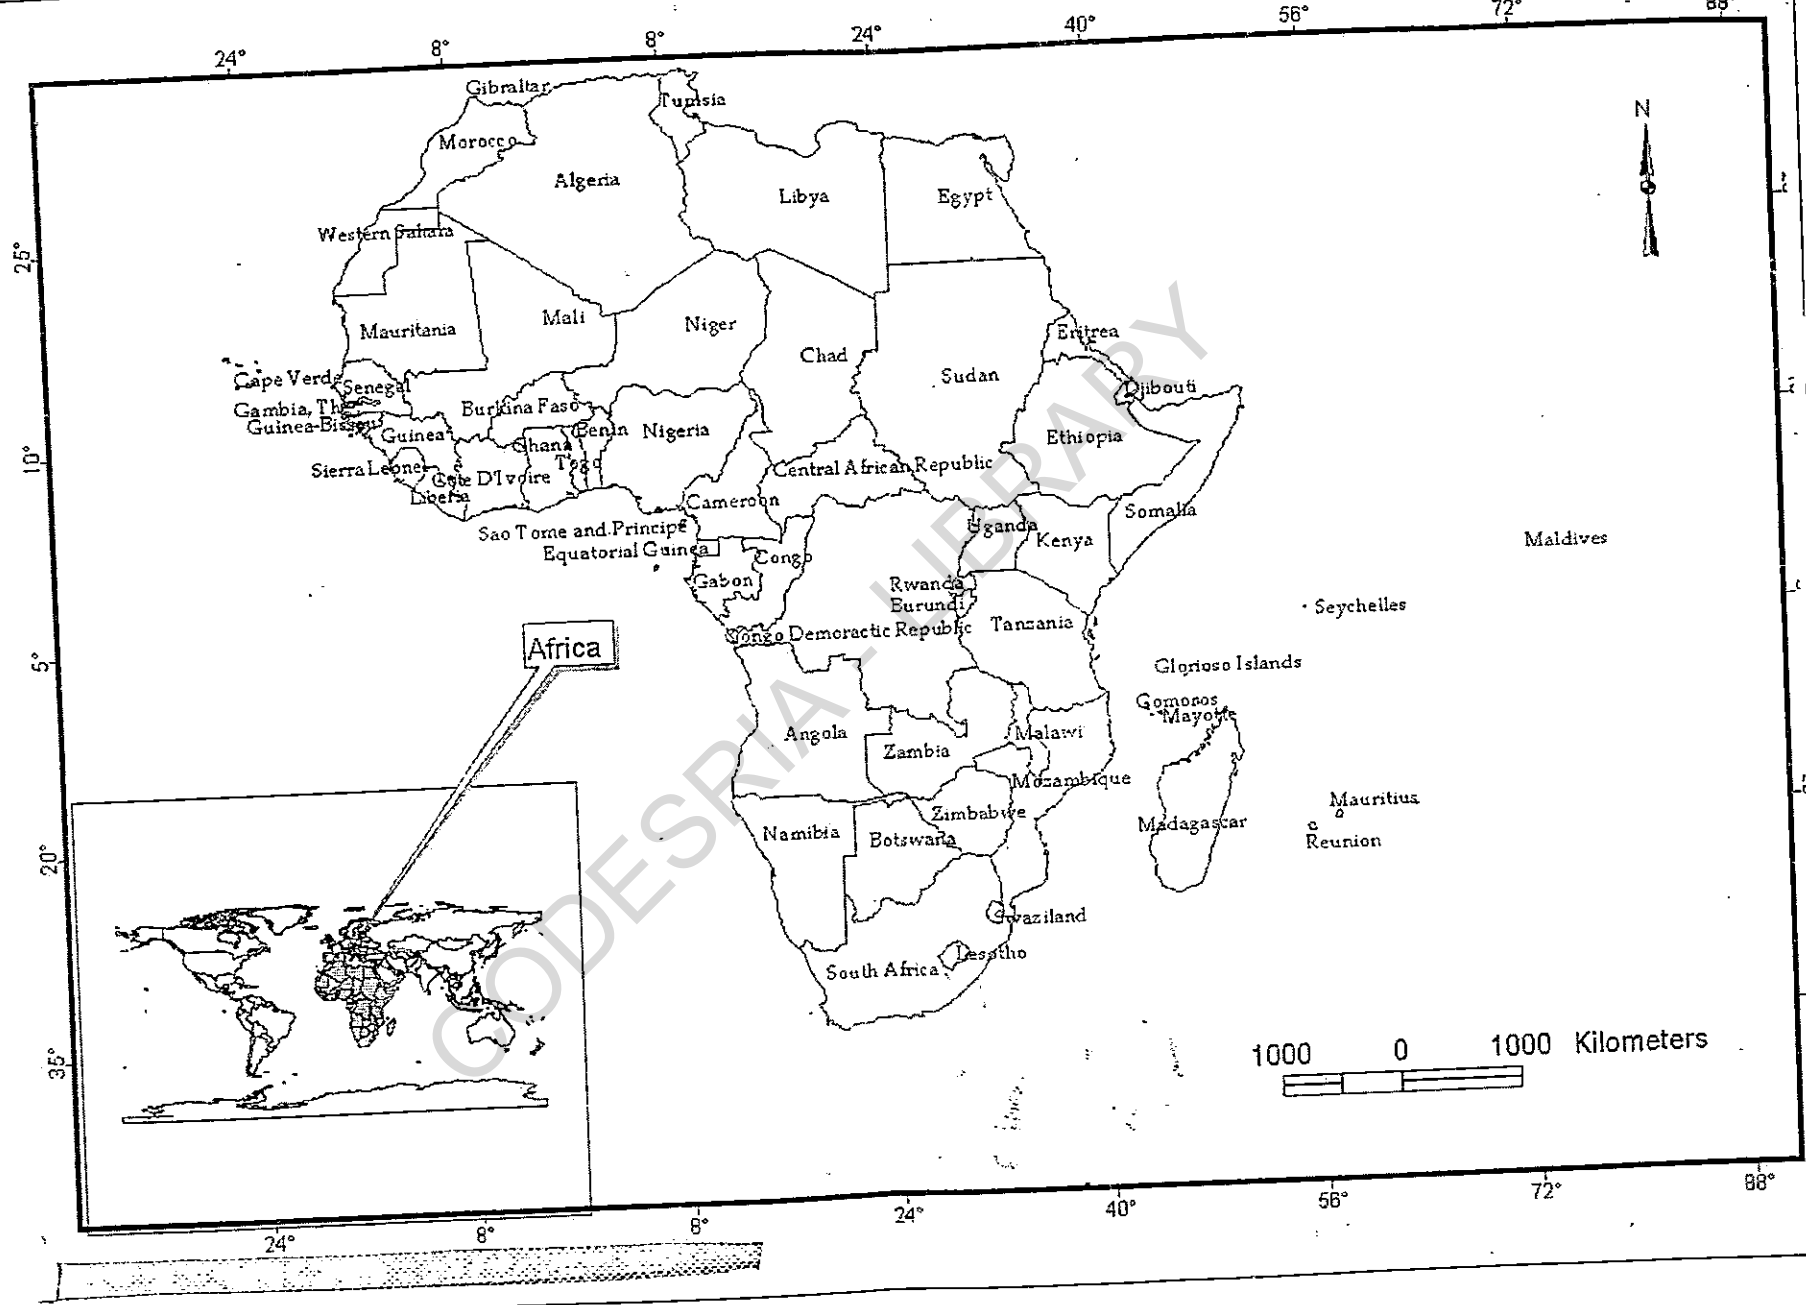 24°
8°
8°
24°
40°
56°
72°
88°
Gibraltar
Tunisia
Morocco
N
Algeria
Libya
Egypt
Western Sahara
25°
Mauritania
Mali
Niger
Chad
Sudan
Eritrea
Cape Verde
Senegal
Djibouti
Gambia, The
Burkina Faso
Guinea-Bissau
Guinea
Benin
Nigeria
Ethiopia
Ghana
Togo
10°
Sierra Leone
Cote D'Ivoire
Central African Republic
Liberia
Cameroon
Somalia
Sao Tome and Principe
Uganda
Kenya
Maldives
Equatorial Guinea
Congo
Gabon
Rwanda
Burundi
Seychelles
Congo Demoractic Republic
Tanzania
Africa
5°
Glorioso Islands
Comoros
Mayotte
Angola
Zambia
Malawi
Mozambique
Mauritius
Zimbabwe
Namibia
Botswana
Madagascar
Reunion
20°
Swaziland
Lesotho
South Africa
35°
1000 0 1000 Kilometers
24°
8°
8°
24°
40°
56°
72°
88°
CODESRIA - LIBRARY